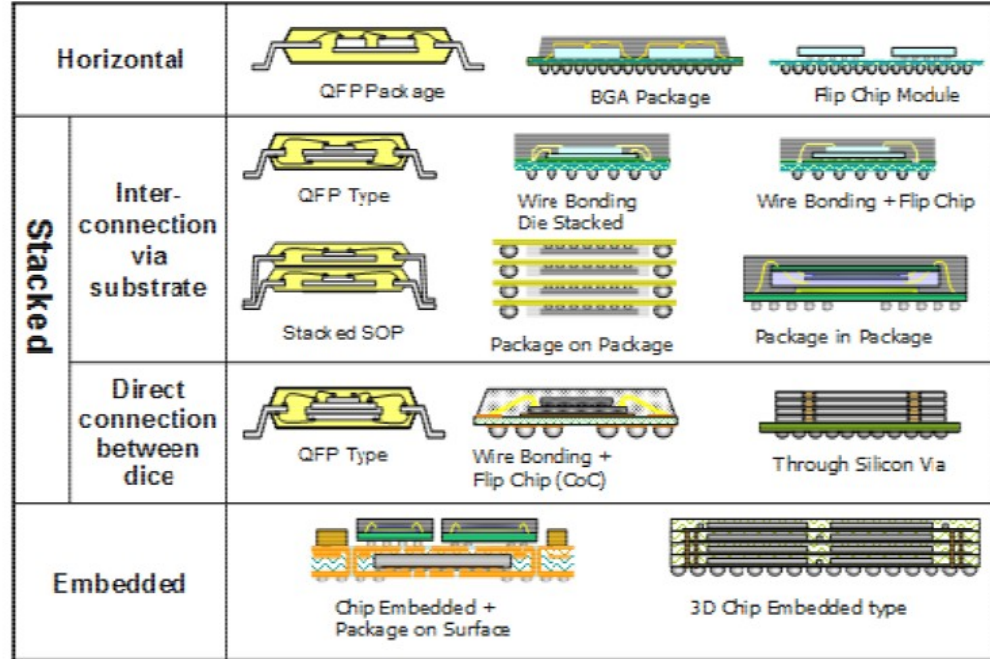 Horizontal
QFP Package
BGA Package
Flip Chip Module
Stacked
Inter-
connection
via
substrate
QFP Type
Wire Bonding
Die Stacked
Wire Bonding + Flip Chip
Stacked SOP
Package on Package
Package in Package
Direct
connection
between
dice
QFP Type
Wire Bonding +
Flip Chip (CoC)
Through Silicon Via
Embedded
Chip Embedded +
Package on Surface
3D Chip Embedded type